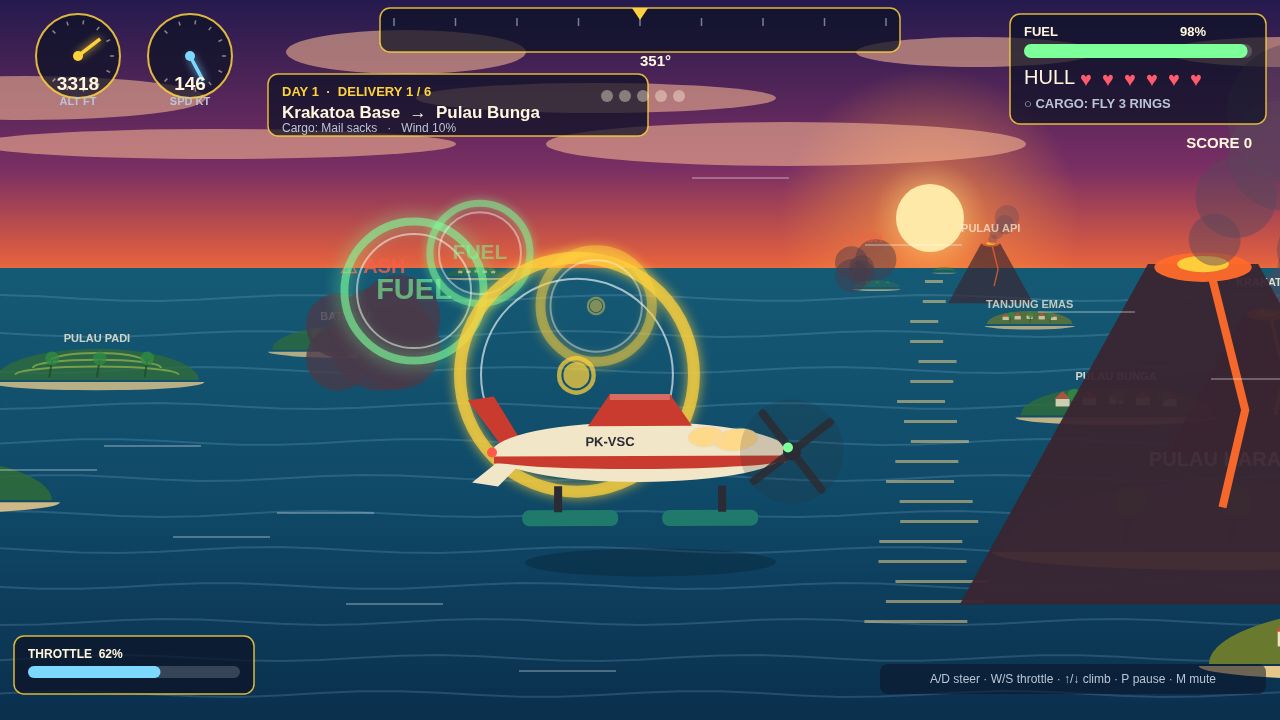 3318
ALT FT
146
SPD KT
351°
DAY 1 · DELIVERY 1 / 6
Krakatoa Base → Pulau Bunga
Cargo: Mail sacks · Wind 10%
FUEL 98%
HULL ♥ ♥ ♥ ♥ ♥ ♥
○ CARGO: FLY 3 RINGS
SCORE 0
PULAU API
FUEL
⚠ ASH
FUEL
TANJUNG EMAS
PULAU PADI
PULAU BUNGA
PK-VSC
THROTTLE 62%
A/D steer · W/S throttle · ↑/↓ climb · P pause · M mute